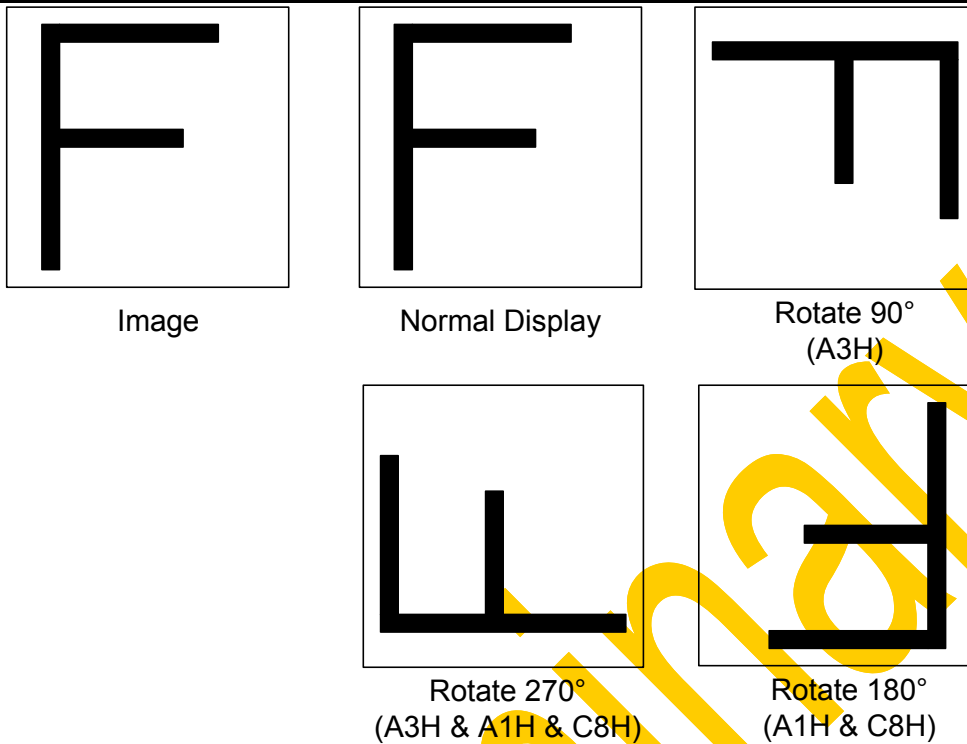 F F F
Image Normal Display Rotate 90°
(A3H)
F F
Rotate 270° Rotate 180°
(A3H & A1H & C8H) (A1H & C8H)